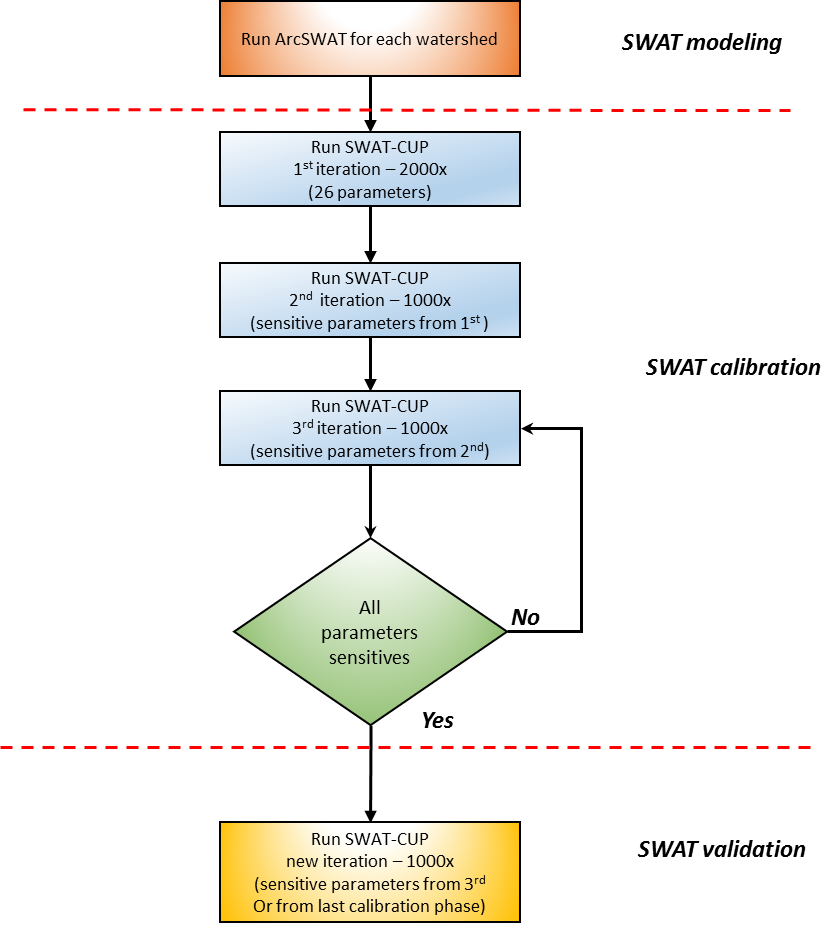 Run ArcSWAT for each watershed
SWAT modeling
Run SWAT-CUP
1st iteration – 2000x
(26 parameters)
Run SWAT-CUP
2nd iteration – 1000x
(sensitive parameters from 1st )
SWAT calibration
Run SWAT-CUP
3rd iteration – 1000x
(sensitive parameters from 2nd)
All
parameters
sensitives
No
Yes
Run SWAT-CUP
new iteration – 1000x
(sensitive parameters from 3rd
Or from last calibration phase)
SWAT validation